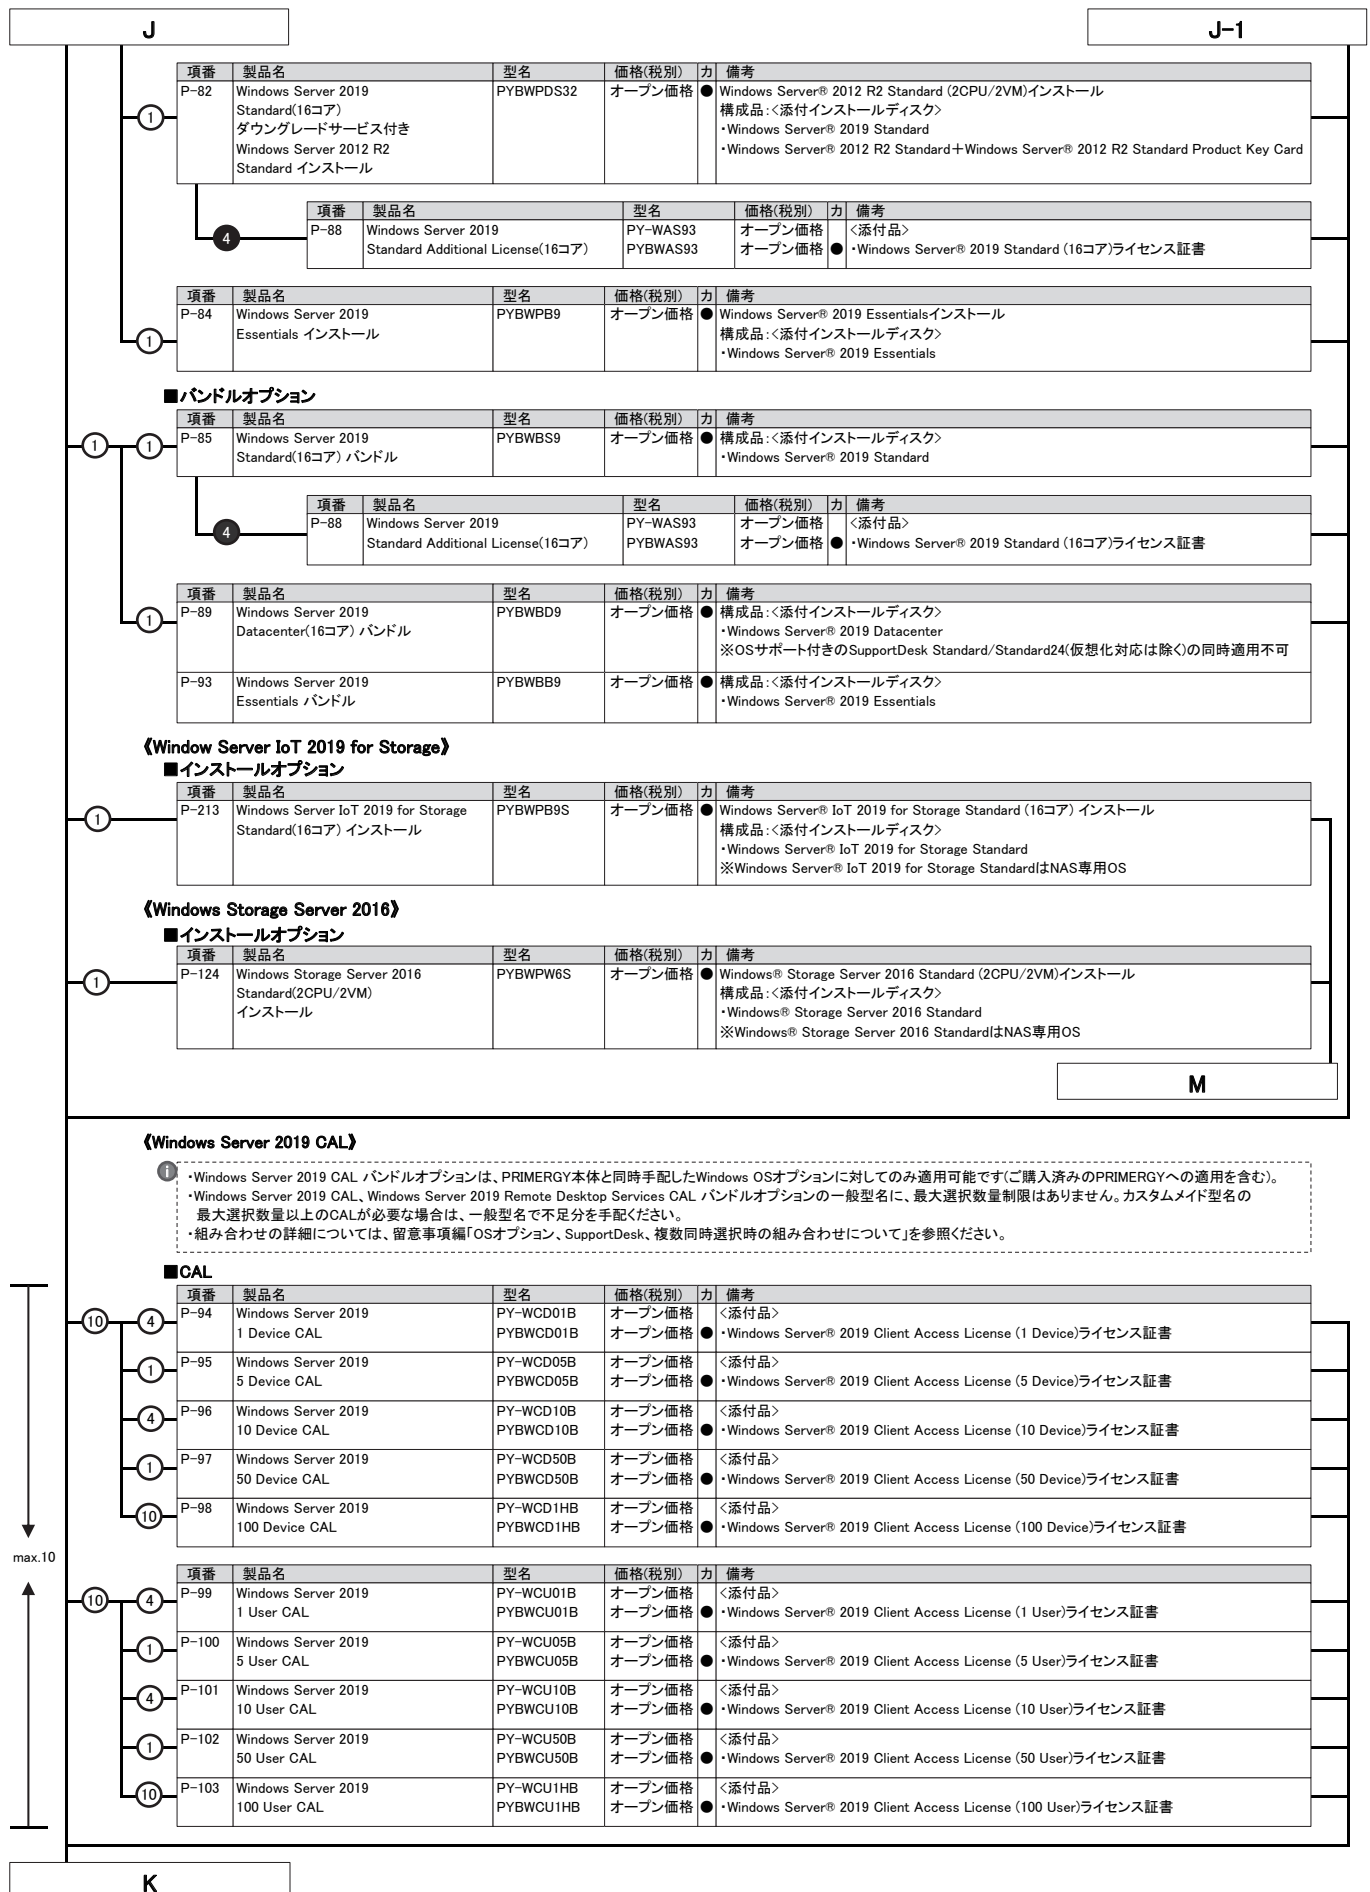 J
J-1
項番 製品名 型名 価格(税別) カ 備考
P-82 Windows Server 2019 PYBWPDS32 オープン価格 ● Windows Server® 2012 R2 Standard (2CPU/2VM)インストール
Standard(16コア) 構成品:<添付インストールディスク>
ダウングレードサービス付き ・Windows Server® 2019 Standard
Windows Server 2012 R2 ・Windows Server® 2012 R2 Standard+Windows Server® 2012 R2 Standard Product Key Card
Standard インストール
1
項番 製品名 型名 価格(税別) カ 備考
P-88 Windows Server 2019 PY-WAS93 オープン価格 <添付品>
Standard Additional License(16コア) PYBWAS93 オープン価格 ● ・Windows Server® 2019 Standard (16コア)ライセンス証書
4
項番 製品名 型名 価格(税別) カ 備考
P-84 Windows Server 2019 PYBWPB9 オープン価格 ● Windows Server® 2019 Essentialsインストール
Essentials インストール 構成品:<添付インストールディスク>
1 ・Windows Server® 2019 Essentials
■バンドルオプション
項番 製品名 型名 価格(税別) カ 備考
1 1 P-85 Windows Server 2019 PYBWBS9 オープン価格 ● 構成品:<添付インストールディスク>
Standard(16コア) バンドル ・Windows Server® 2019 Standard
項番 製品名 型名 価格(税別) カ 備考
P-88 Windows Server 2019 PY-WAS93 オープン価格 <添付品>
4 Standard Additional License(16コア) PYBWAS93 オープン価格 ● ・Windows Server® 2019 Standard (16コア)ライセンス証書
項番 製品名 型名 価格(税別) カ 備考
1 P-89 Windows Server 2019 PYBWBD9 オープン価格 ● 構成品:<添付インストールディスク>
Datacenter(16コア) バンドル ・Windows Server® 2019 Datacenter
※OSサポート付きのSupportDesk Standard/Standard24(仮想化対応は除く)の同時適用不可
P-93 Windows Server 2019 PYBWBB9 オープン価格 ● 構成品:<添付インストールディスク>
Essentials バンドル ・Windows Server® 2019 Essentials
《Window Server IoT 2019 for Storage》
■インストールオプション
項番 製品名 型名 価格(税別) カ 備考
1 P-213 Windows Server IoT 2019 for Storage PYBWPB9S オープン価格 ● Windows Server® IoT 2019 for Storage Standard (16コア) インストール
Standard(16コア) インストール 構成品:<添付インストールディスク>
・Windows Server® IoT 2019 for Storage Standard
※Windows Server® IoT 2019 for Storage StandardはNAS専用OS
《Windows Storage Server 2016》
■インストールオプション
項番 製品名 型名 価格(税別) カ 備考
1 P-124 Windows Storage Server 2016 PYBWPW6S オープン価格 ● Windows® Storage Server 2016 Standard (2CPU/2VM)インストール
Standard(2CPU/2VM) 構成品:<添付インストールディスク>
インストール ・Windows® Storage Server 2016 Standard
※Windows® Storage Server 2016 StandardはNAS専用OS
M
《Windows Server 2019 CAL》
i
・Windows Server 2019 CAL バンドルオプションは、PRIMERGY本体と同時手配したWindows OSオプションに対してのみ適用可能です(ご購入済みのPRIMERGYへの適用を含む)。
・Windows Server 2019 CAL、Windows Server 2019 Remote Desktop Services CAL バンドルオプションの一般型名に、最大選択数量制限はありません。カスタムメイド型名の
最大選択数量以上のCALが必要な場合は、一般型名で不足分を手配ください。
・組み合わせの詳細については、留意事項編「OSオプション、SupportDesk、複数同時選択時の組み合わせについて」を参照ください。
■CAL
項番 製品名 型名 価格(税別) カ 備考
10 4 P-94 Windows Server 2019 PY-WCD01B オープン価格 <添付品>
1 Device CAL PYBWCD01B オープン価格 ● ・Windows Server® 2019 Client Access License (1 Device)ライセンス証書
1 P-95 Windows Server 2019 PY-WCD05B オープン価格 <添付品>
5 Device CAL PYBWCD05B オープン価格 ● ・Windows Server® 2019 Client Access License (5 Device)ライセンス証書
4 P-96 Windows Server 2019 PY-WCD10B オープン価格 <添付品>
10 Device CAL PYBWCD10B オープン価格 ● ・Windows Server® 2019 Client Access License (10 Device)ライセンス証書
1 P-97 Windows Server 2019 PY-WCD50B オープン価格 <添付品>
50 Device CAL PYBWCD50B オープン価格 ● ・Windows Server® 2019 Client Access License (50 Device)ライセンス証書
10 P-98 Windows Server 2019 PY-WCD1HB オープン価格 <添付品>
100 Device CAL PYBWCD1HB オープン価格 ● ・Windows Server® 2019 Client Access License (100 Device)ライセンス証書
max.10
項番 製品名 型名 価格(税別) カ 備考
10 4 P-99 Windows Server 2019 PY-WCU01B オープン価格 <添付品>
1 User CAL PYBWCU01B オープン価格 ● ・Windows Server® 2019 Client Access License (1 User)ライセンス証書
1 P-100 Windows Server 2019 PY-WCU05B オープン価格 <添付品>
5 User CAL PYBWCU05B オープン価格 ● ・Windows Server® 2019 Client Access License (5 User)ライセンス証書
4 P-101 Windows Server 2019 PY-WCU10B オープン価格 <添付品>
10 User CAL PYBWCU10B オープン価格 ● ・Windows Server® 2019 Client Access License (10 User)ライセンス証書
1 P-102 Windows Server 2019 PY-WCU50B オープン価格 <添付品>
50 User CAL PYBWCU50B オープン価格 ● ・Windows Server® 2019 Client Access License (50 User)ライセンス証書
10 P-103 Windows Server 2019 PY-WCU1HB オープン価格 <添付品>
100 User CAL PYBWCU1HB オープン価格 ● ・Windows Server® 2019 Client Access License (100 User)ライセンス証書
K